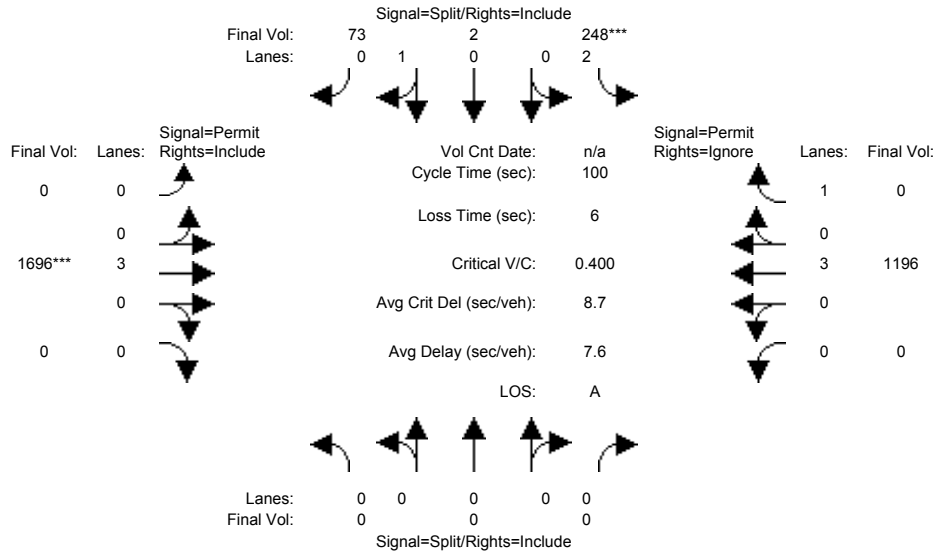 Signal=Split/Rights=Include
Final Vol: 73 2 248***
Lanes: 0 1 0 0 2
Signal=Permit Signal=Permit
Final Vol: Lanes: Rights=Include Vol Cnt Date: n/a Rights=Ignore Lanes: Final Vol:
Cycle Time (sec): 100
0 0 1 0
Loss Time (sec): 6
0 0
1696*** 3 Critical V/C: 0.400 3 1196
0 Avg Crit Del (sec/veh): 8.7 0
0 0 Avg Delay (sec/veh): 7.6 0 0
LOS: A
Lanes: 0 0 0 0 0
Final Vol: 0 0 0
Signal=Split/Rights=Include